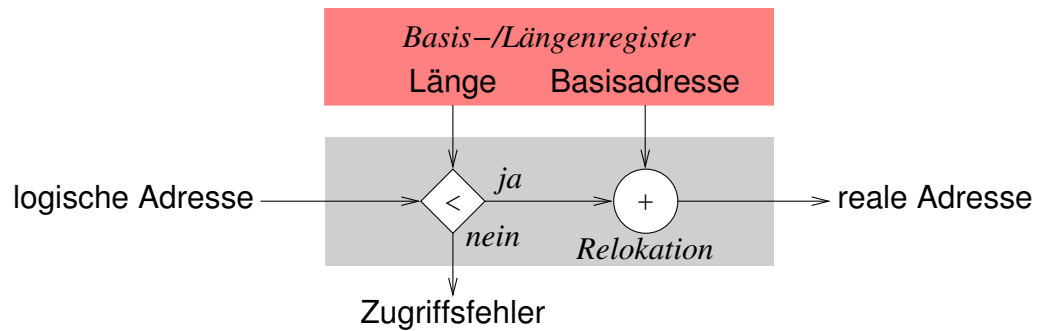 Basis–/Längenregister
Länge Basisadresse
logische Adresse < ja + reale Adresse
nein Relokation
Zugriffsfehler